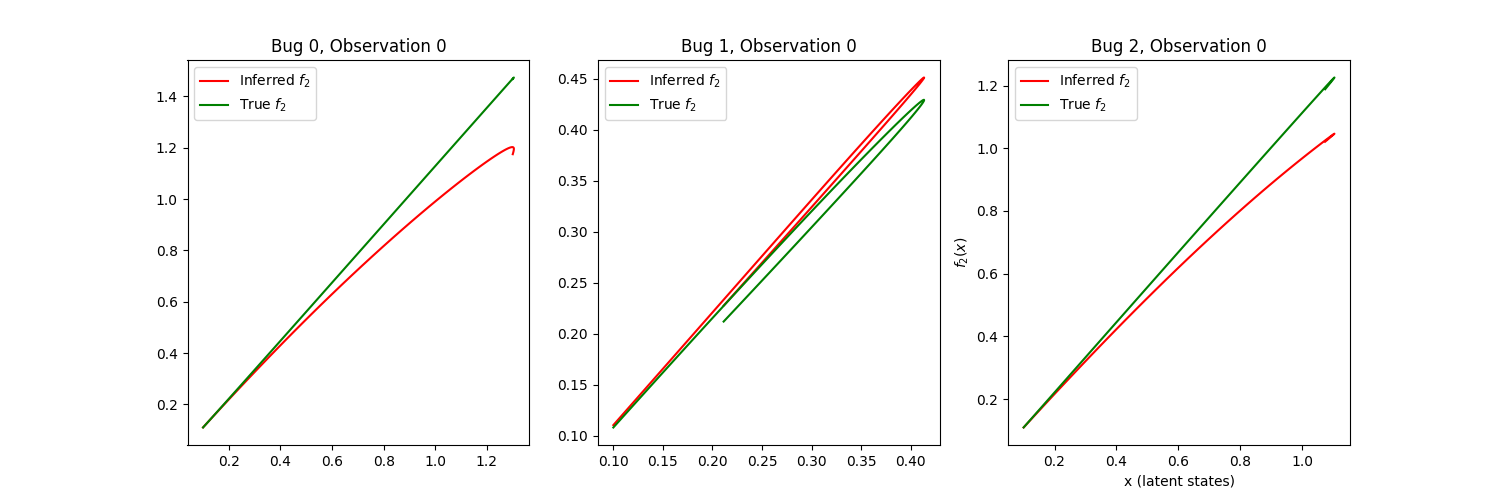 Bug 0, Observation 0
Inferred f₂
True f₂
1.4
1.2
1.0
0.8
0.6
0.4
0.2
0.2 0.4 0.6 0.8 1.0 1.2
Bug 1, Observation 0
Inferred f₂
True f₂
0.45
0.40
0.35
0.30
0.25
0.20
0.15
0.10
0.10 0.15 0.20 0.25 0.30 0.35 0.40
Bug 2, Observation 0
Inferred f₂
True f₂
f₂(x)
1.2
1.0
0.8
0.6
0.4
0.2
0.2 0.4 0.6 0.8 1.0
x (latent states)